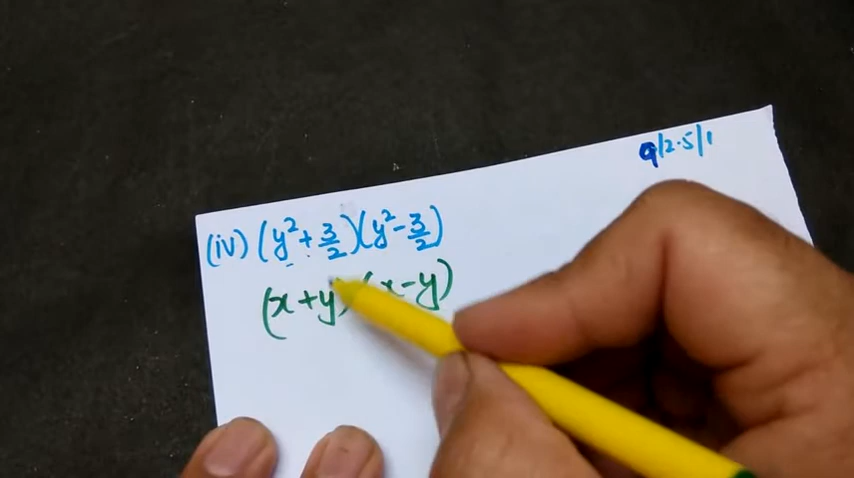 9/2.5/1
(iv) (y² + 3/2)(y² - 3/2)
(x+y)(x-y)